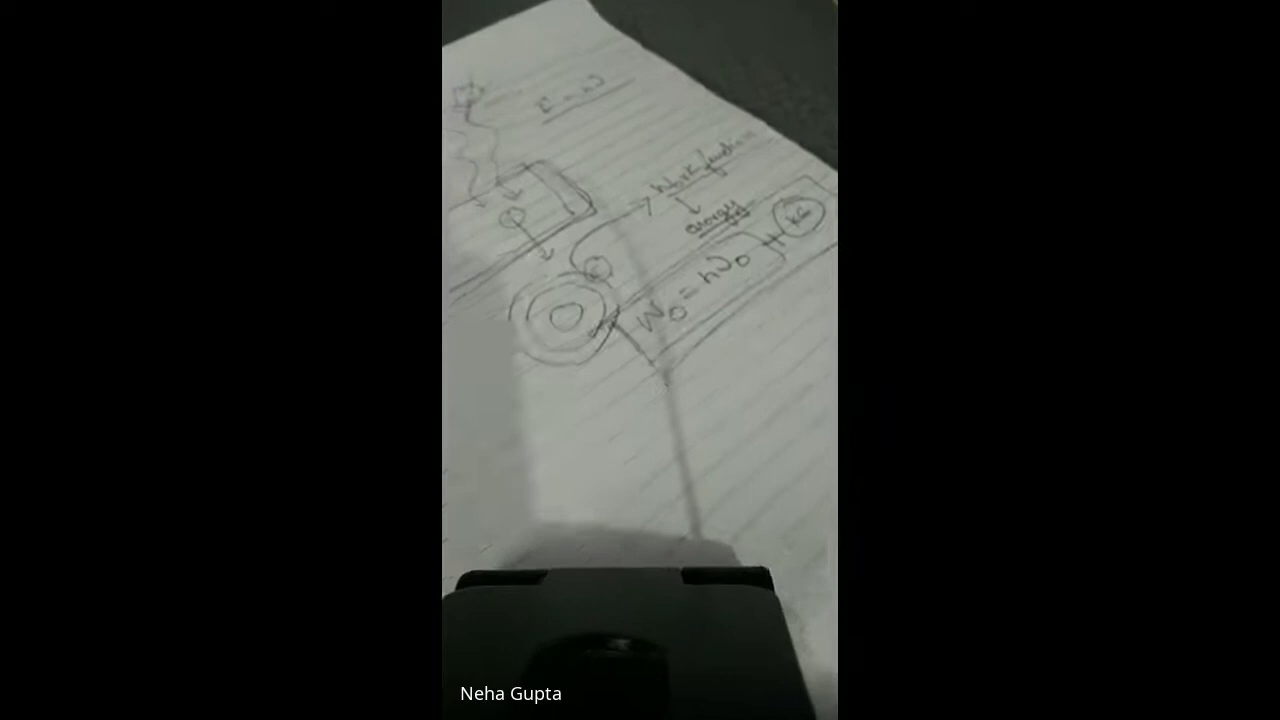 E = hν
Work function
↓
energy
W₀ = hν₀ + KE
Neha Gupta